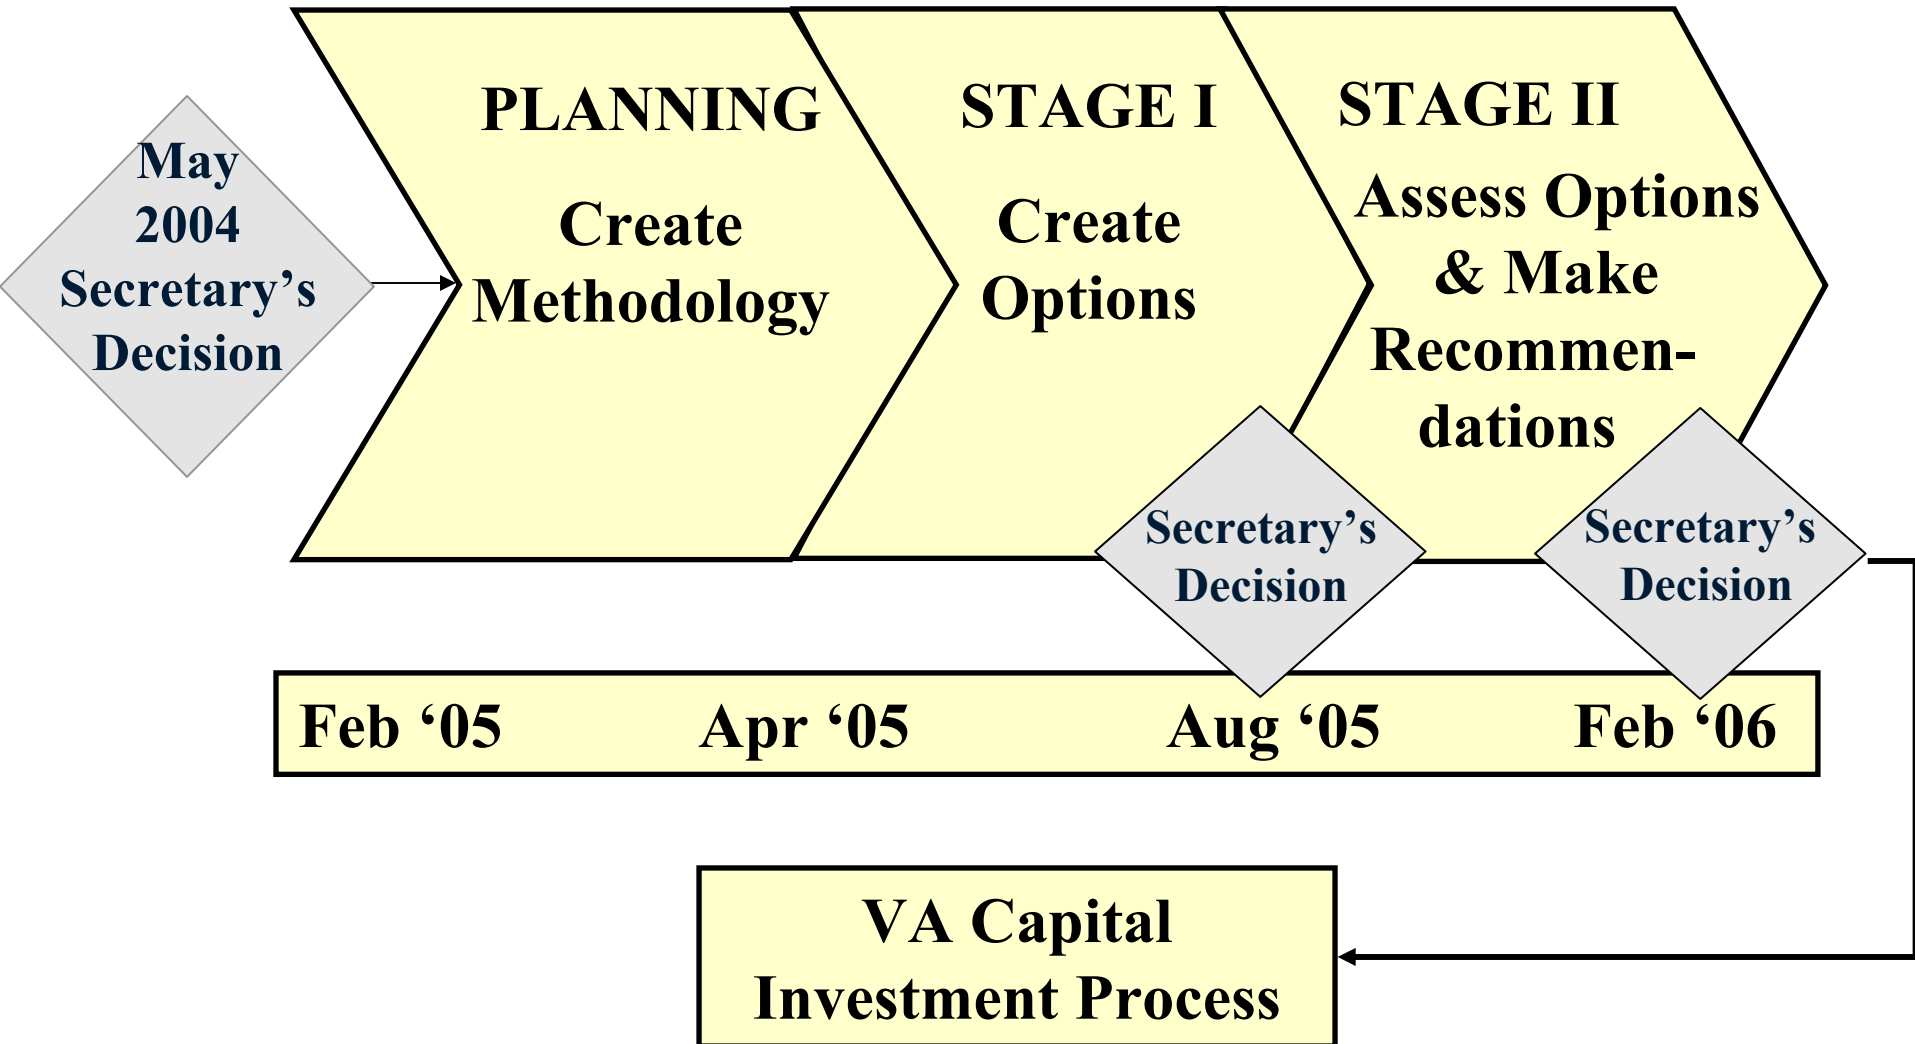 May
2004
Secretary’s
Decision
PLANNING
Create
Methodology
STAGE I
Create
Options
STAGE II
Assess Options
& Make
Recommen-
dations
Secretary’s
Decision
Secretary’s
Decision
Feb ‘05 Apr ‘05 Aug ‘05 Feb ‘06
VA Capital
Investment Process